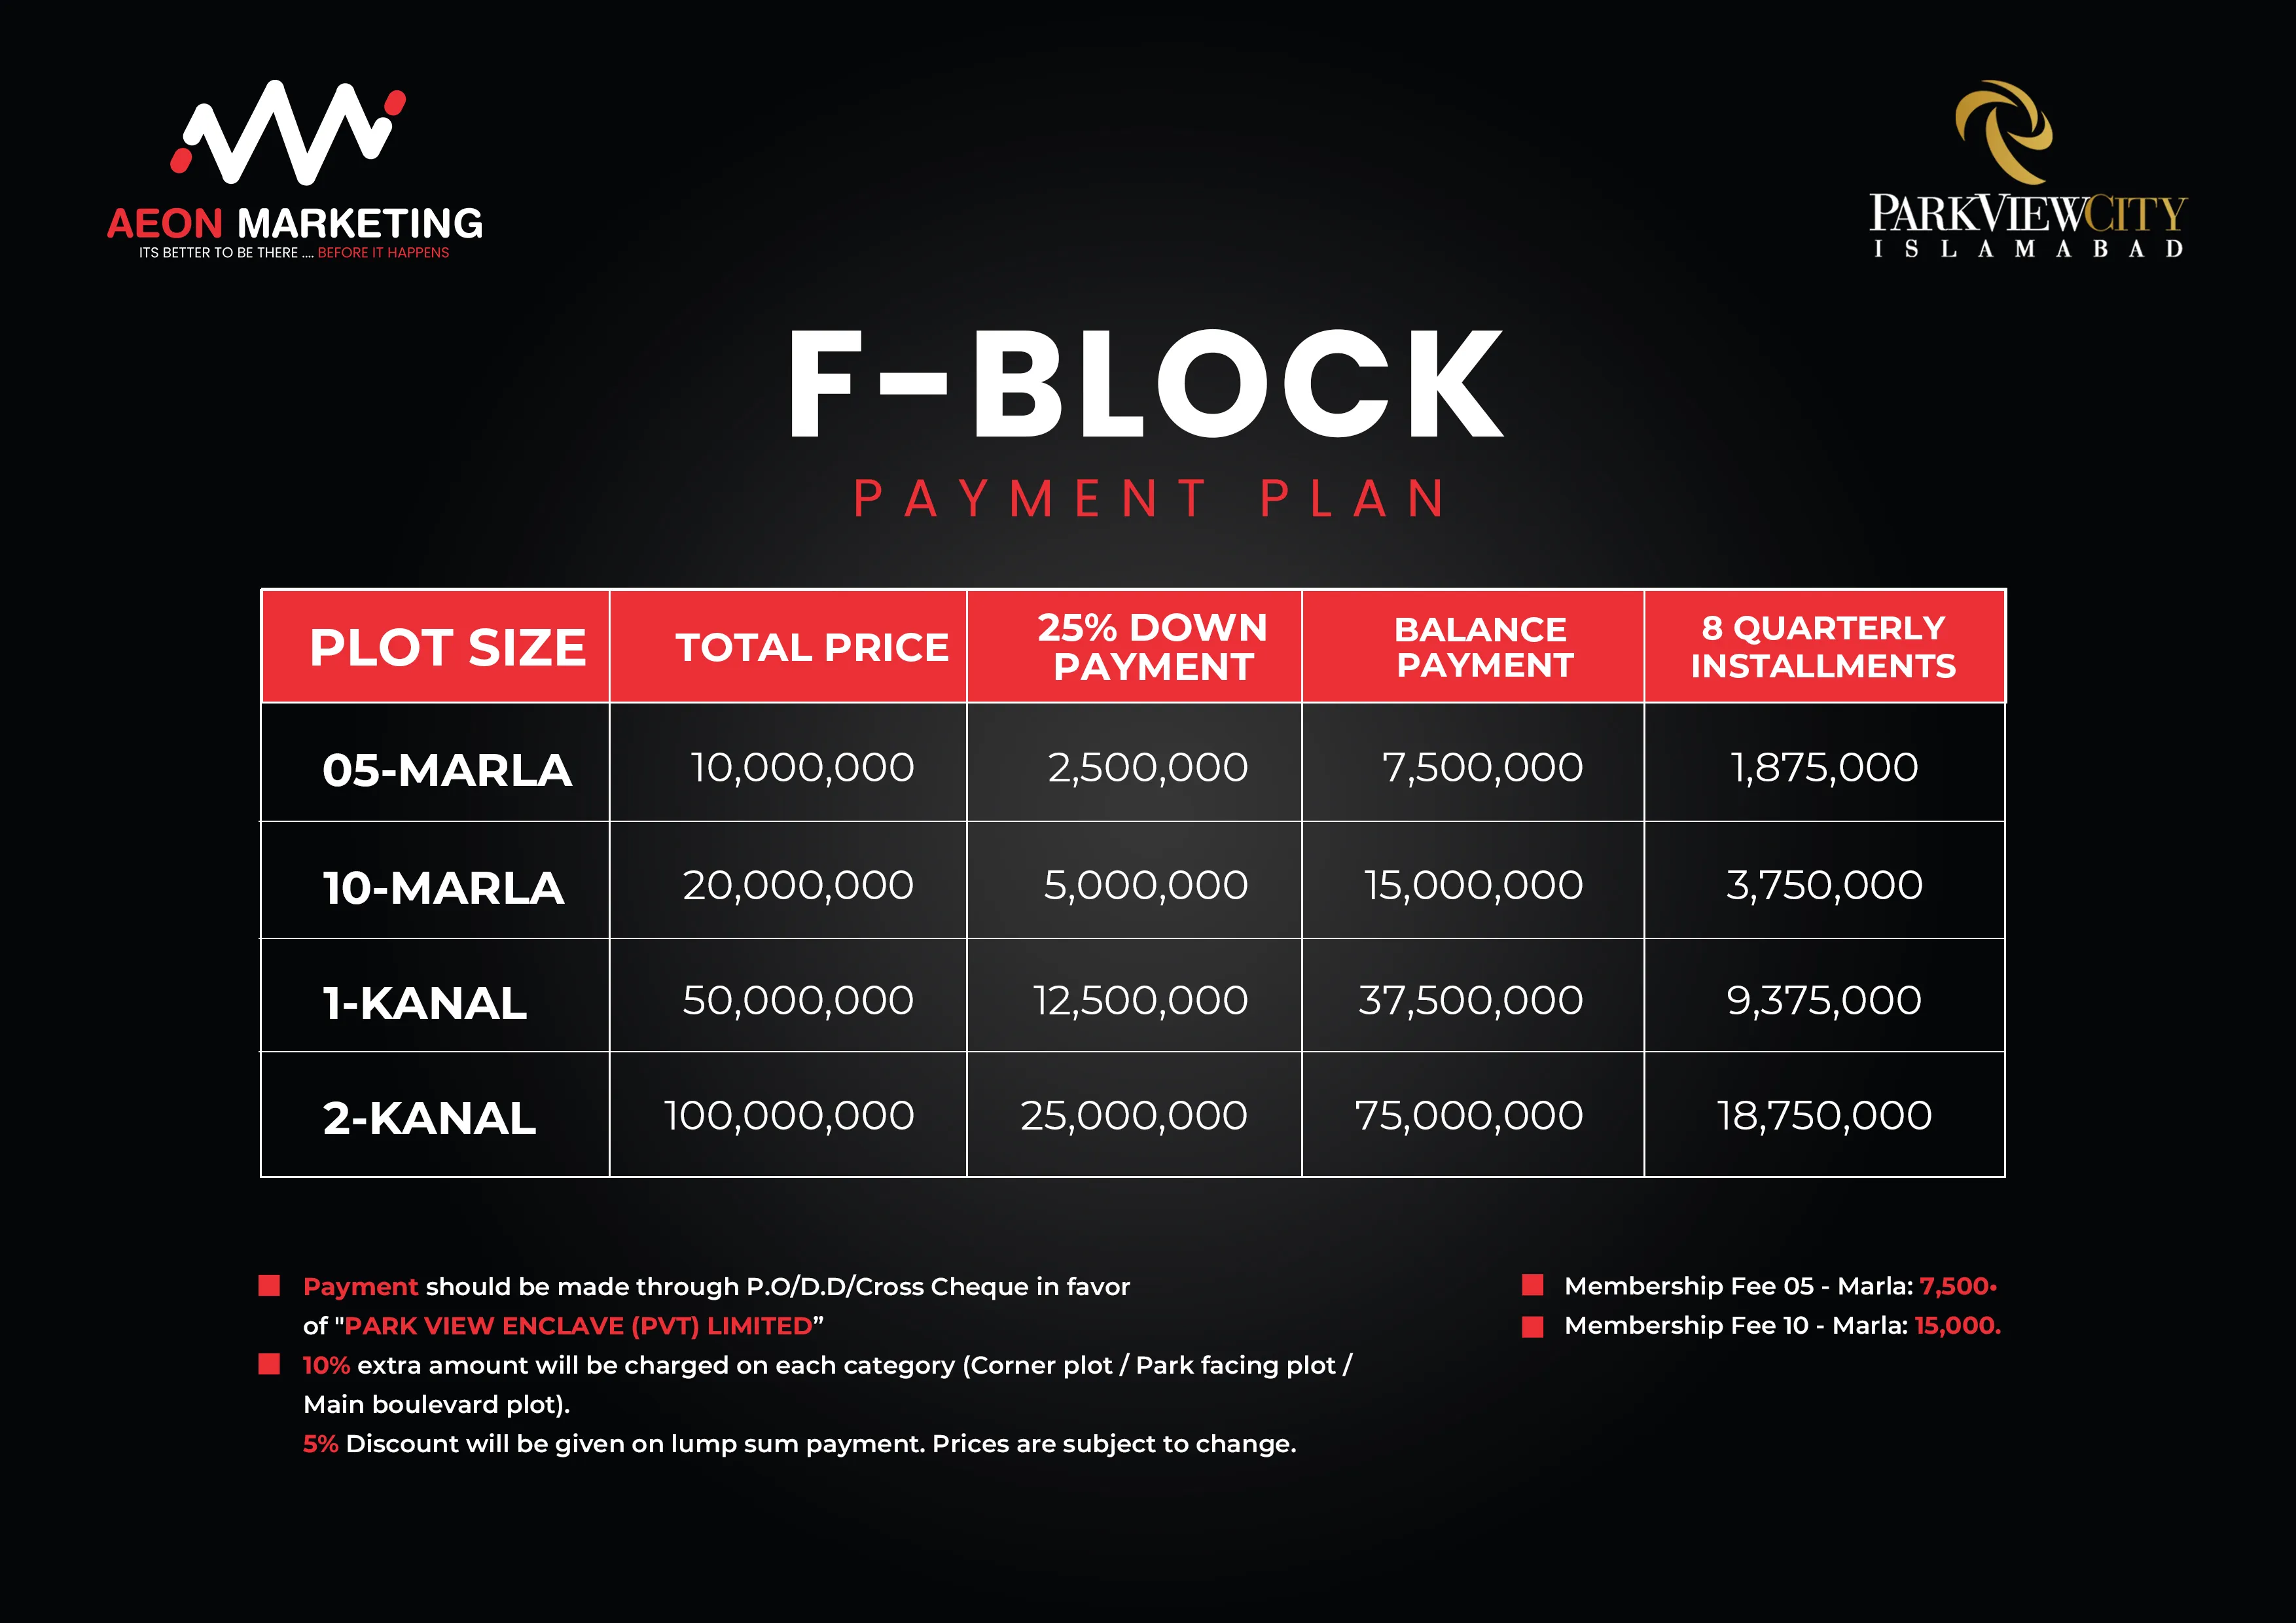 AEON MARKETING
ITS BETTER TO BE THERE .... BEFORE IT HAPPENS
PARKVIEWCITY
ISLAMABAD
F-BLOCK
PAYMENT PLAN
PLOT SIZE TOTAL PRICE 25% DOWN PAYMENT BALANCE PAYMENT 8 QUARTERLY INSTALLMENTS
05-MARLA 10,000,000 2,500,000 7,500,000 1,875,000
10-MARLA 20,000,000 5,000,000 15,000,000 3,750,000
1-KANAL 50,000,000 12,500,000 37,500,000 9,375,000
2-KANAL 100,000,000 25,000,000 75,000,000 18,750,000
Payment should be made through P.O/D.D/Cross Cheque in favor
of "PARK VIEW ENCLAVE (PVT) LIMITED”
10% extra amount will be charged on each category (Corner plot / Park facing plot /
Main boulevard plot).
5% Discount will be given on lump sum payment. Prices are subject to change.
Membership Fee 05 - Marla: 7,500•
Membership Fee 10 - Marla: 15,000.